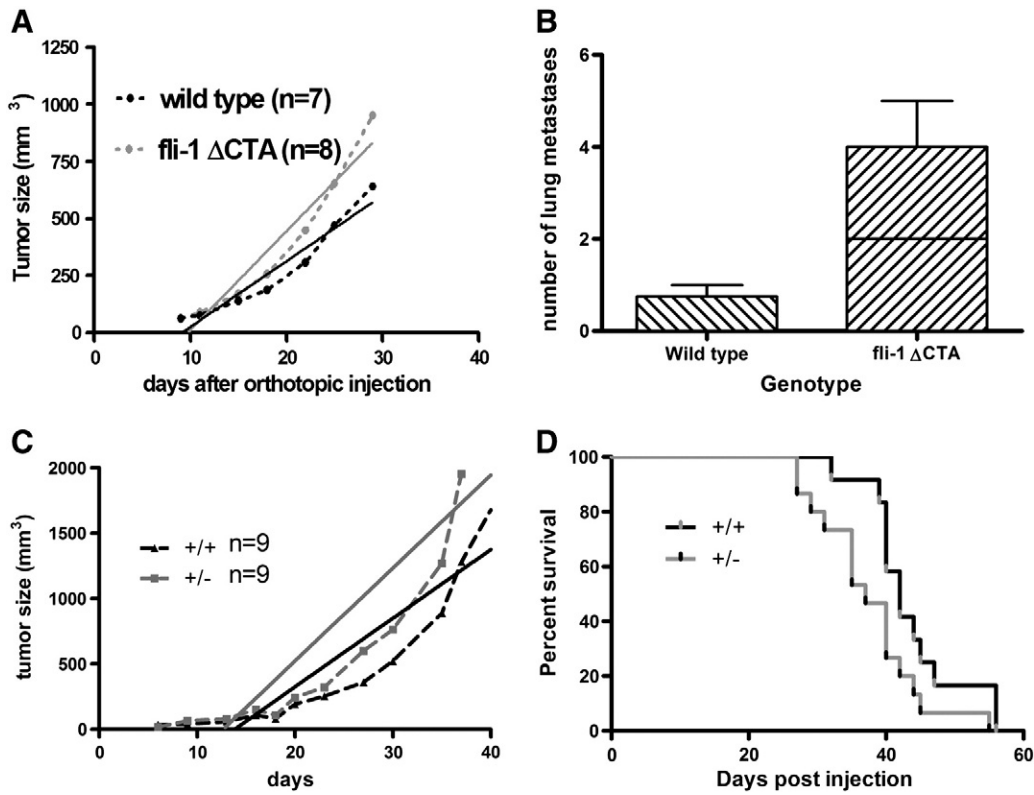 A
1250
1000
750
500
250
0
Tumor size (mm 3)
wild type (n=7)
fli-1 ΔCTA (n=8)
0 10 20 30 40
days after orthotopic injection
B
6
4
2
0
number of lung metastases
Wild type fli-1 ΔCTA
Genotype
C
2000
1500
1000
500
0
tumor size (mm3)
+/+ n=9
+/- n=9
0 10 20 30 40
days
D
100
80
60
40
20
0
Percent survival
+/+
+/-
0 20 40 60
Days post injection